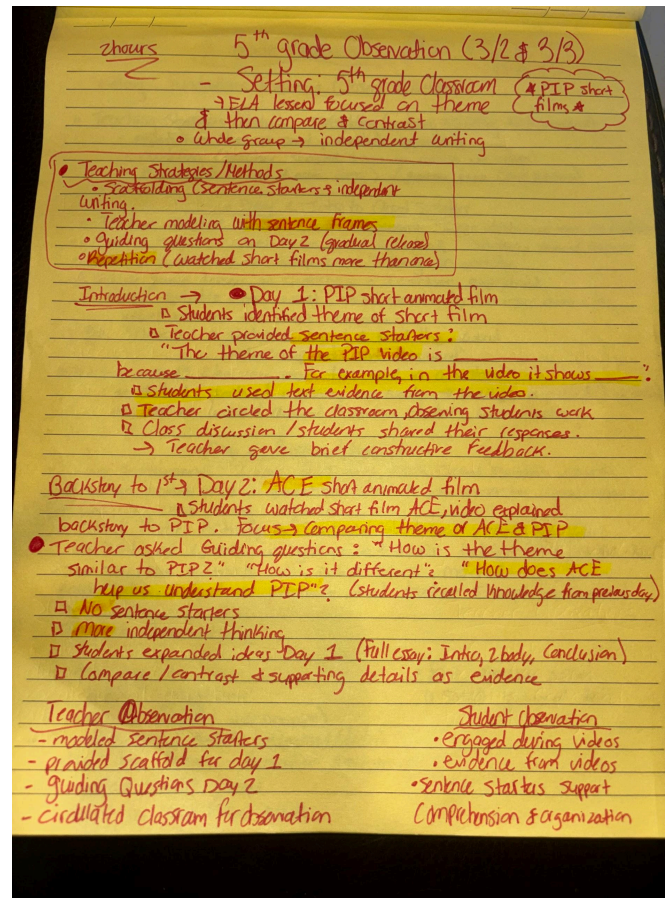 2hours 5th grade Observation (3/2 & 3/3)
- Setting: 5th grade Classroom
* PIP short films *
→ ELA lesson focused on theme
& then compare & contrast
• whole group → independent writing
• Teaching Strategies/Methods
• Scaffolding (sentence starters & independent
writing.
• Teacher modeling with sentence frames
• Guiding questions on Day 2 (gradual release)
• Repetition (watched short films more than one)
Introduction → • Day 1: PIP short animated film
□ Students identified theme of short film
□ Teacher provided sentence starters:
"The theme of the PIP video is ________
because ________. For example, in the video it shows ____".
□ Students used text evidence from the video.
□ Teacher circled the classroom, observing students work
□ Class discussion / students shared their responses.
→ Teacher gave brief constructive feedback.
Backstory to 1st → Day 2: ACE short animated film
□ Students watched short film ACE, video explained
backstory to PIP. Focus → Comparing theme of ACE & PIP
• Teacher asked Guiding questions: "How is the theme
similar to PIP?" "How is it different"? "How does ACE
help us understand PIP"? (students recalled knowledge from previous day)
□ No sentence starters
□ More independent thinking
□ Students expanded ideas Day 1 (Full essay: Intro, 2 body, Conclusion)
□ Compare / contrast & supporting details as evidence
Teacher Observation
- modeled sentence starters
- provided scaffold for day 1
- guiding Questions Day 2
- circulated classroom for observation
Student Observation
• engaged during videos
• evidence from videos
• sentence starters support
Comprehension & organization